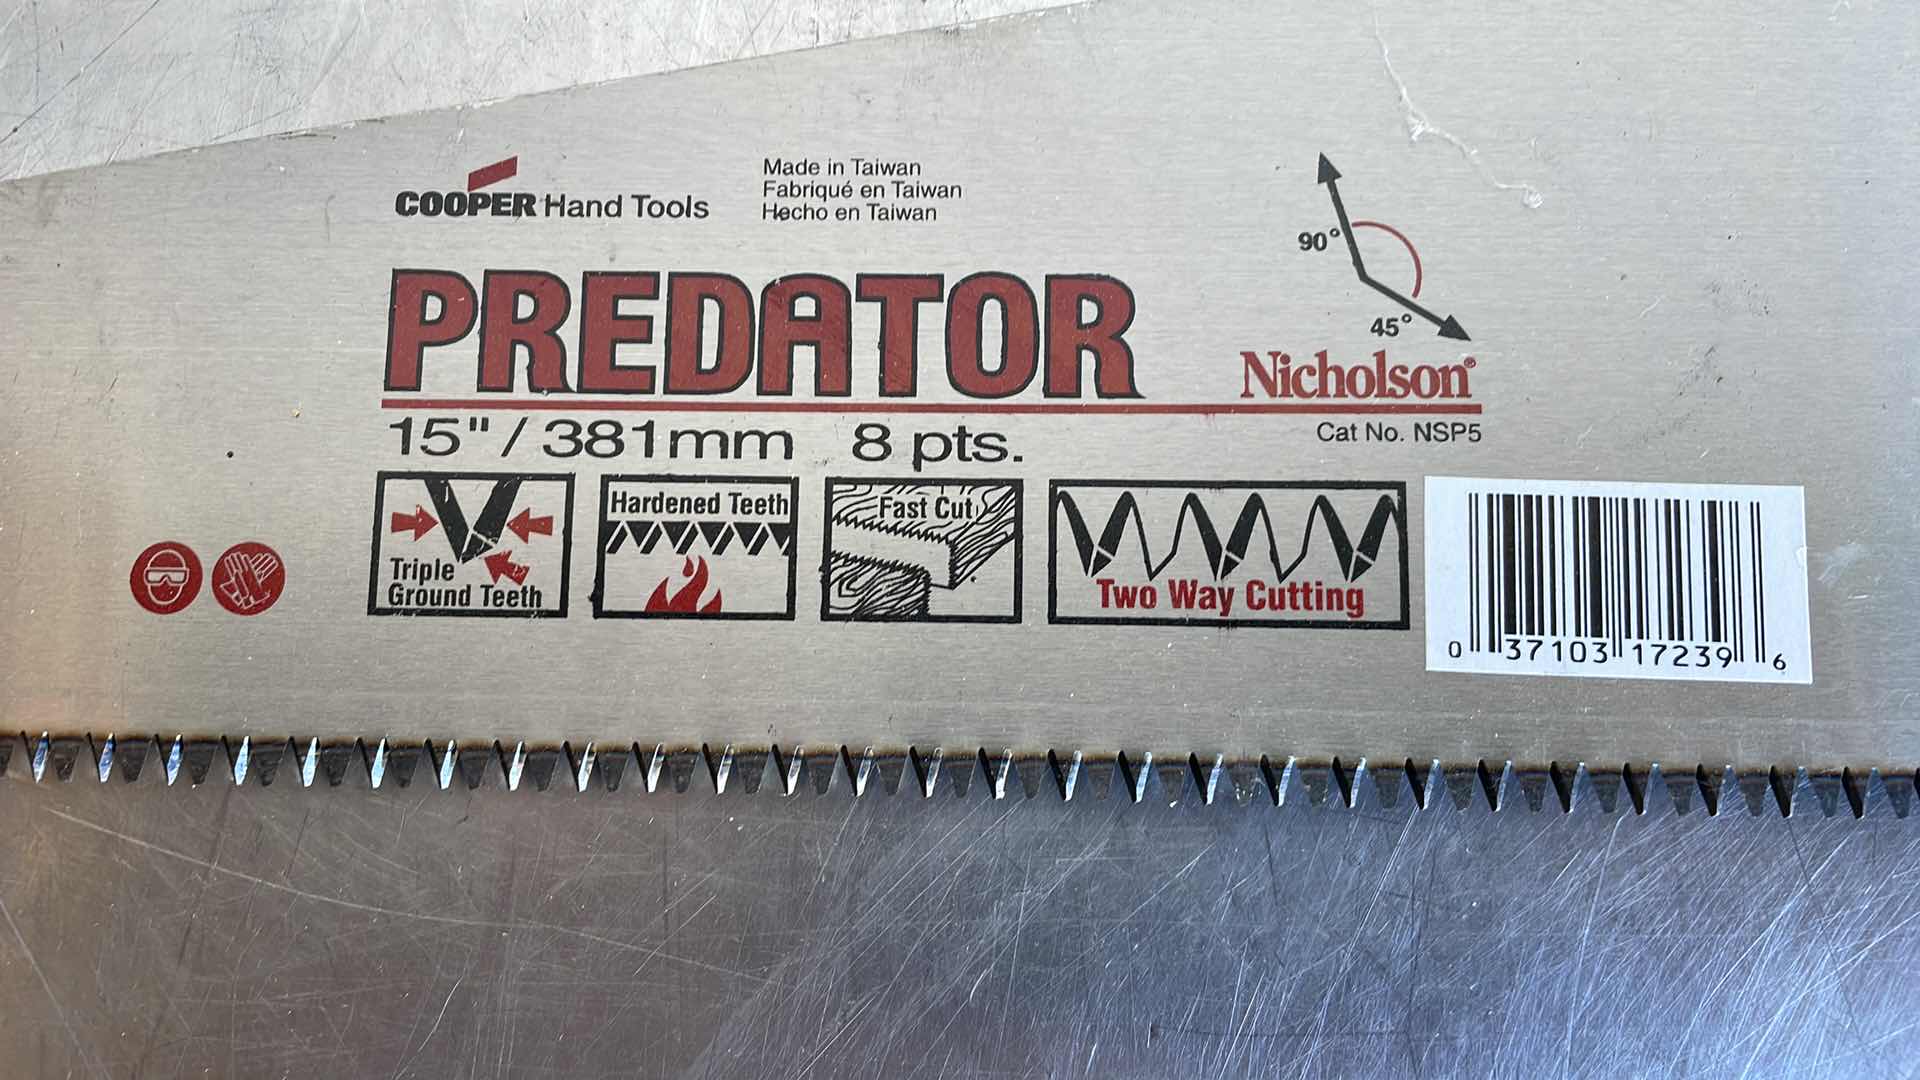 COOPER Hand Tools
Made in Taiwan
Fabriqué en Taiwan
Hecho en Taiwan
90°
45°
PREDATOR
Nicholson®
15" / 381mm 8 pts.
Cat No. NSP5
Triple
Ground Teeth
Hardened Teeth
Fast Cut
Two Way Cutting
0 37103 17239 6